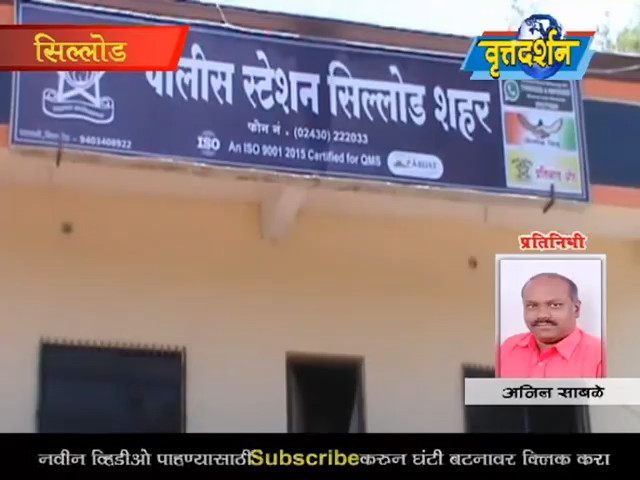 सिल्लोड
वृत्तदर्शन
पोलीस स्टेशन सिल्लोड शहर
फोन नं - (02430) 222033
ISO An ISO 9001 2015 Certified for QMS
9403408922
प्रतिनिधी
अनिल साबळे
नवीन व्हिडीओ पाहण्यासाठी Subscribe करुन घंटी बटनावर क्लिक करा